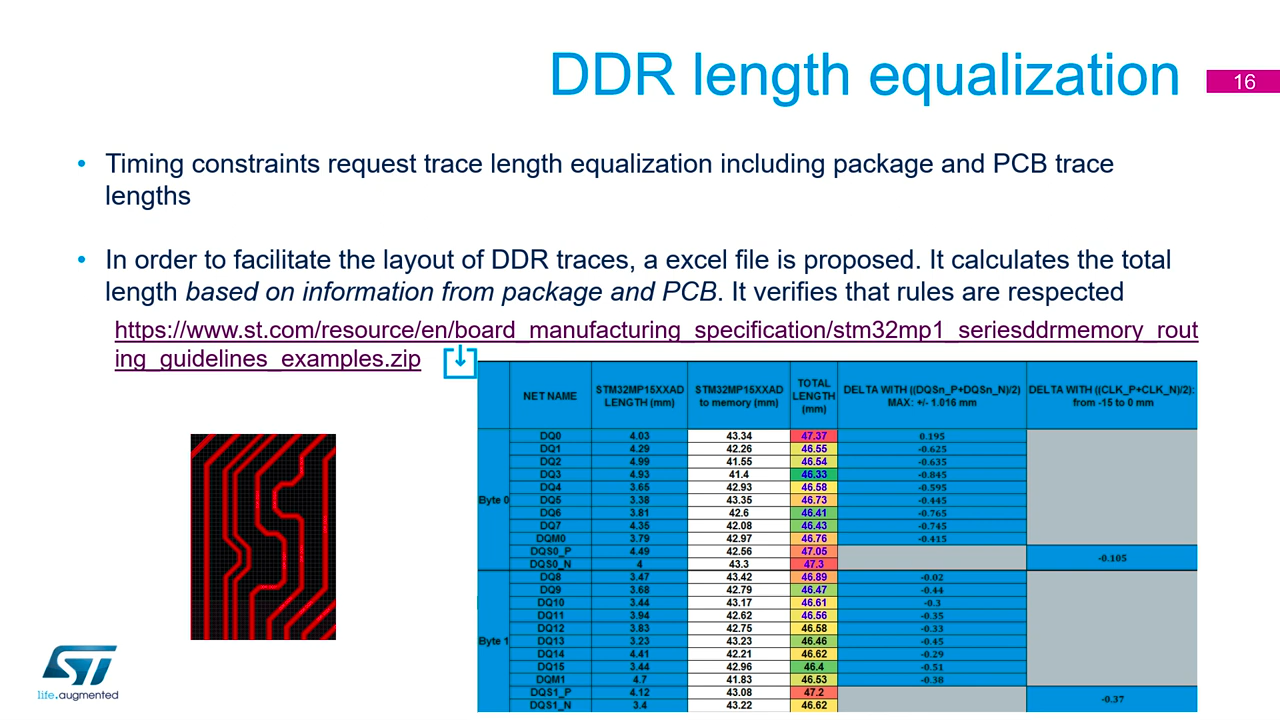 DDR length equalization
16
• Timing constraints request trace length equalization including package and PCB trace
lengths
• In order to facilitate the layout of DDR traces, a excel file is proposed. It calculates the total
length based on information from package and PCB. It verifies that rules are respected
https://www.st.com/resource/en/board_manufacturing_specification/stm32mp1_seriesddrmemory_rout
ing_guidelines_examples.zip
NET NAME STM32MP15XXAD LENGTH (mm) STM32MP15XXAD to memory (mm) TOTAL LENGTH (mm) DELTA WITH ((DQSn_P+DQSn_N)/2) MAX: +/- 1.016 mm DELTA WITH ((CLK_P+CLK_N)/2): from -15 to 0 mm
DQ0 4.03 43.34 47.37 0.195
DQ1 4.29 42.26 46.55 -0.625
DQ2 4.99 41.55 46.54 -0.635
DQ3 4.93 41.4 46.33 -0.845
DQ4 3.65 42.93 46.58 -0.595
Byte 0 DQ5 3.38 43.35 46.73 -0.445
DQ6 3.81 42.6 46.41 -0.765
DQ7 4.35 42.08 46.43 -0.745
DQM0 3.79 42.97 46.76 -0.415
DQS0_P 4.49 42.56 47.05 -0.105
DQS0_N 4 43.3 47.3
DQ8 3.47 43.42 46.89 -0.02
DQ9 3.68 42.79 46.47 -0.44
DQ10 3.44 43.17 46.61 -0.3
DQ11 3.94 42.62 46.56 -0.35
DQ12 3.83 42.75 46.58 -0.33
Byte 1 DQ13 3.23 43.23 46.46 -0.45
DQ14 4.41 42.21 46.62 -0.29
DQ15 3.44 42.96 46.4 -0.51
DQM1 4.7 41.83 46.53 -0.38
DQS1_P 4.12 43.08 47.2 -0.37
DQS1_N 3.4 43.22 46.62
ST
life.augmented